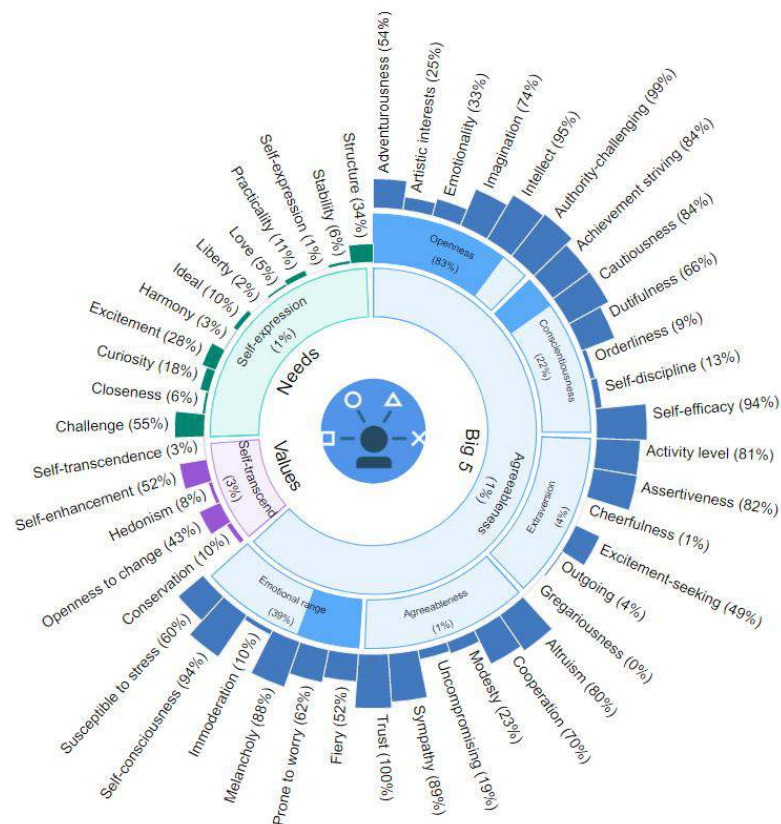 Adventurousness (54%)
Artistic interests (25%)
Emotionality (33%)
Imagination (74%)
Intellect (95%)
Authority-challenging (99%)
Achievement striving (84%)
Cautiousness (84%)
Dutifulness (66%)
Orderliness (9%)
Self-discipline (13%)
Self-efficacy (94%)
Activity level (81%)
Assertiveness (82%)
Cheerfulness (1%)
Excitement-seeking (49%)
Outgoing (4%)
Gregariousness (0%)
Altruism (80%)
Cooperation (70%)
Modesty (23%)
Uncompromising (19%)
Sympathy (89%)
Trust (100%)
Fiery (52%)
Prone to worry (62%)
Melancholy (88%)
Immoderation (10%)
Self-consciousness (94%)
Susceptible to stress (60%)
Conservation (10%)
Openness to change (43%)
Hedonism (8%)
Self-enhancement (52%)
Self-transcendence (3%)
Challenge (55%)
Closeness (6%)
Curiosity (18%)
Excitement (28%)
Harmony (3%)
Ideal (10%)
Liberty (2%)
Love (5%)
Practicality (11%)
Self-expression (1%)
Stability (6%)
Structure (34%)
Openness
(83%)
Conscientiousness
(22%)
Extraversion
(4%)
Agreeableness
(1%)
Emotional range
(39%)
Self-transcend
(3%)
Self-expression
(1%)
Agreeableness
(1%)
Big 5
Values
Needs